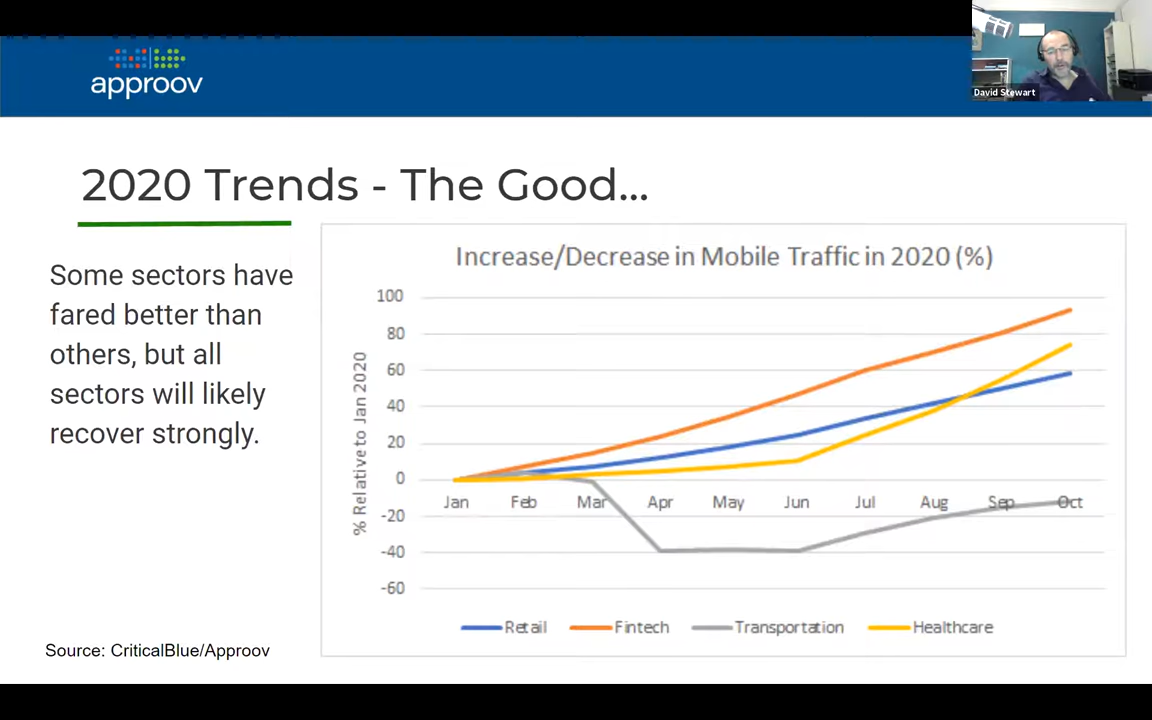 approov
David Stewart
2020 Trends - The Good...
Some sectors have
fared better than
others, but all
sectors will likely
recover strongly.
Increase/Decrease in Mobile Traffic in 2020 (%)
% Relative to Jan 2020
100
80
60
40
20
0
-20
-40
-60
Jan Feb Mar Apr May Jun Jul Aug Sep Oct
Retail Fintech Transportation Healthcare
Source: CriticalBlue/Approov